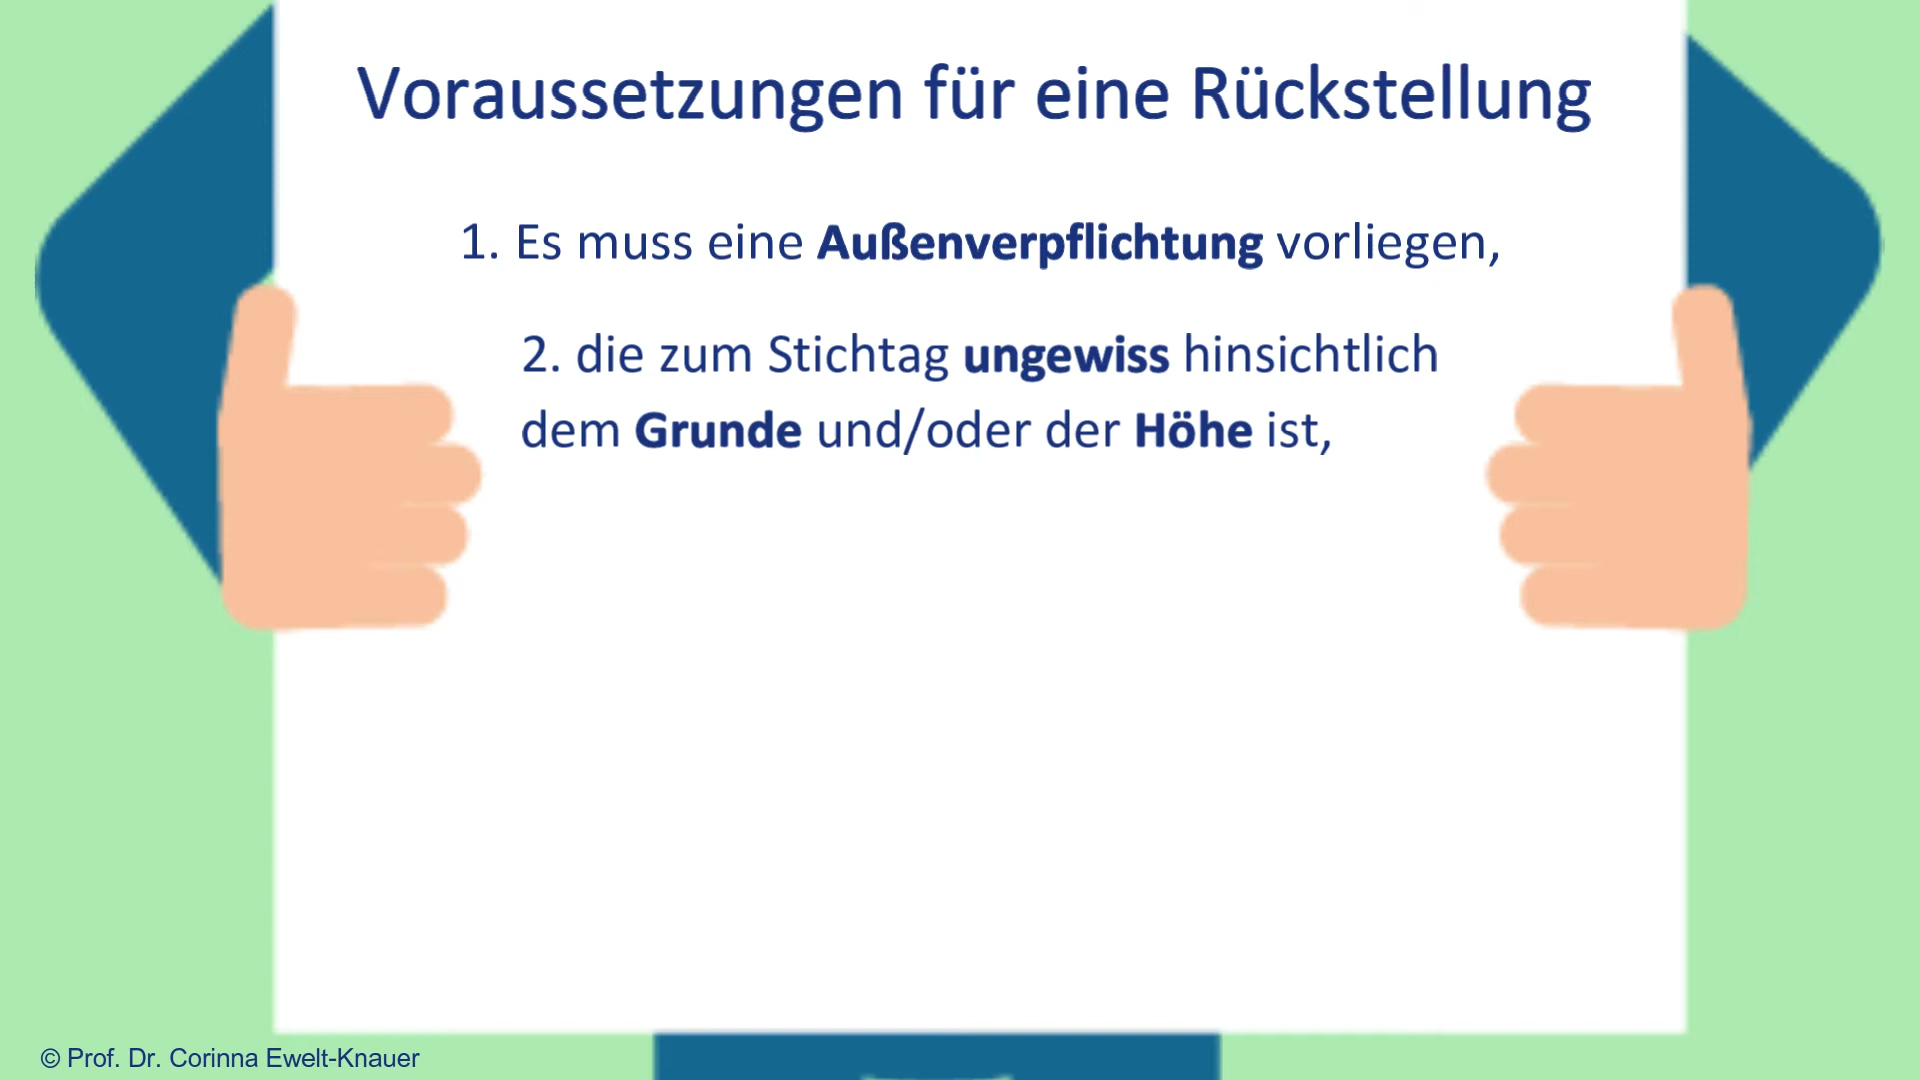 Voraussetzungen für eine Rückstellung
1. Es muss eine Außenverpflichtung vorliegen,
2. die zum Stichtag ungewiss hinsichtlich
dem Grunde und/oder der Höhe ist,
© Prof. Dr. Corinna Ewelt-Knauer